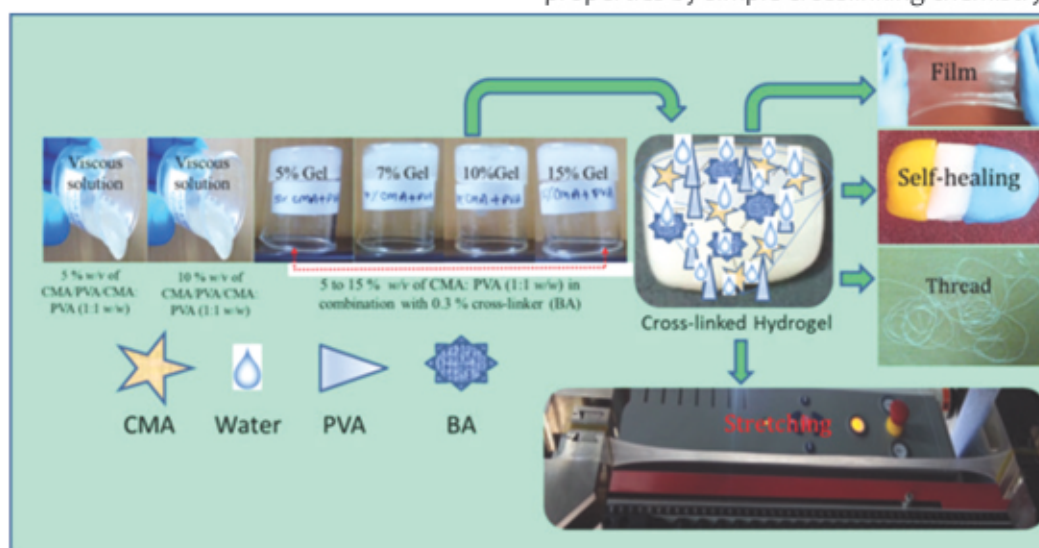 Viscous
solution
Viscous
solution
5% Gel
7% Gel
10%Gel
15% Gel
5 % w/v of
CMA/PVA/CMA:
PVA (1:1 w/w)
10 % w/v of
CMA/PVA/CMA:
PVA (1:1 w/w)
5 to 15 % w/v of CMA: PVA (1:1 w/w) in
combination with 0.3 % cross-linker (BA)
CMA
Water
PVA
BA
Cross-linked Hydrogel
Film
Self-healing
Thread
Stretching